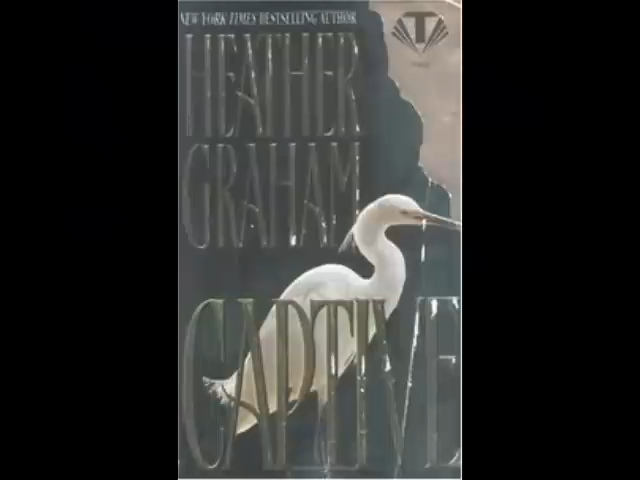 NEW YORK TIMES BESTSELLING AUTHOR
HEATHER
GRAHAM
CAPTIVE
T